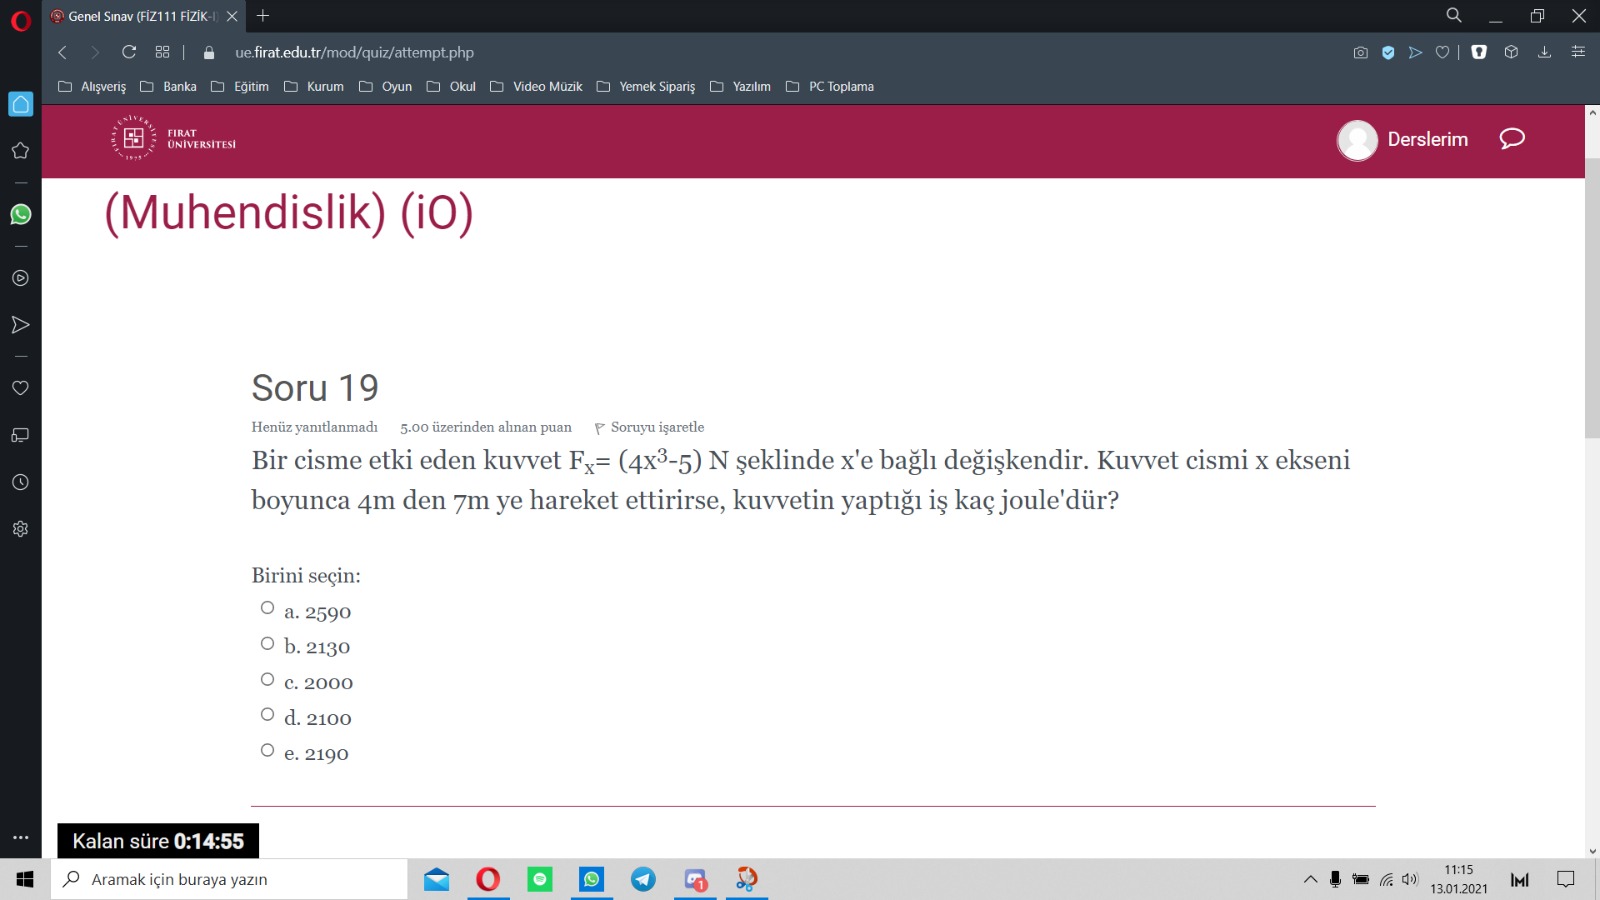 Genel Sınav (FİZ111 FİZİK-I)
ue.firat.edu.tr/mod/quiz/attempt.php
Alışveriş Banka Eğitim Kurum Oyun Okul Video Müzik Yemek Sipariş Yazılım PC Toplama
FIRAT
ÜNİVERSİTESİ
Derslerim
(Muhendislik) (iO)
Soru 19
Henüz yanıtlanmadı 5.00 üzerinden alınan puan Soruyu işaretle
Bir cisme etki eden kuvvet Fₓ= (4x³-5) N şeklinde x'e bağlı değişkendir. Kuvvet cismi x ekseni
boyunca 4m den 7m ye hareket ettirirse, kuvvetin yaptığı iş kaç joule'dür?
Birini seçin:
a. 2590
b. 2130
c. 2000
d. 2100
e. 2190
Kalan süre 0:14:55
Aramak için buraya yazın
1
11:15
13.01.2021